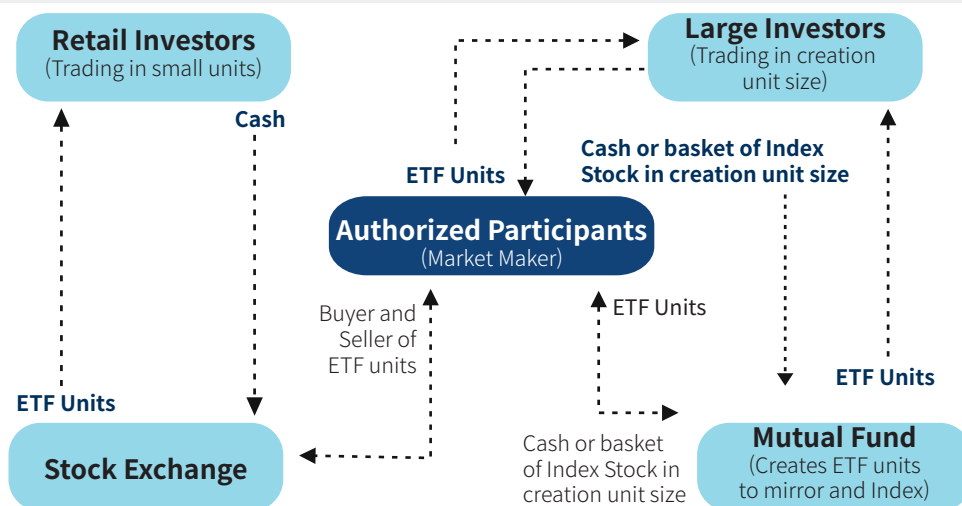 Retail Investors
(Trading in small units)
Large Investors
(Trading in creation
unit size)
Cash
ETF Units
Cash or basket of Index
Stock in creation unit size
Authorized Participants
(Market Maker)
Buyer and
Seller of
ETF units
ETF Units
ETF Units
ETF Units
Stock Exchange
Cash or basket
of Index Stock in
creation unit size
Mutual Fund
(Creates ETF units
to mirror and Index)